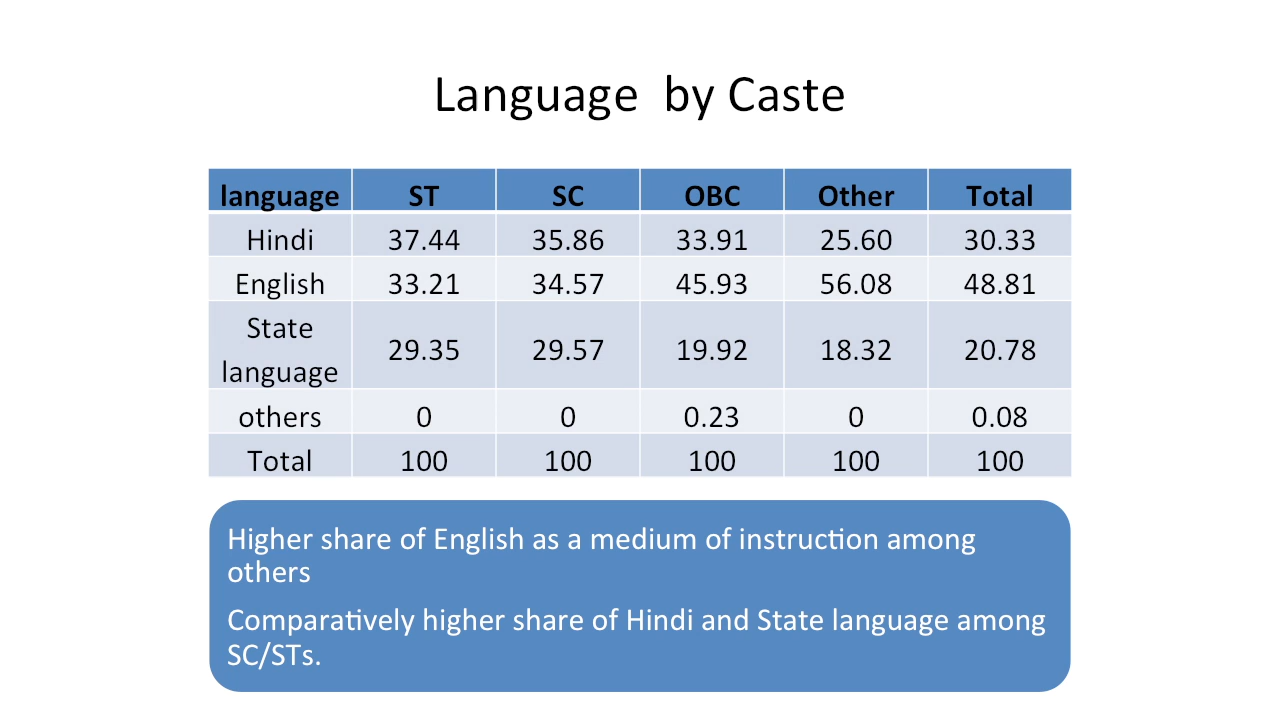 Language by Caste
language ST SC OBC Other Total
Hindi 37.44 35.86 33.91 25.60 30.33
English 33.21 34.57 45.93 56.08 48.81
State
language 29.35 29.57 19.92 18.32 20.78
others 0 0 0.23 0 0.08
Total 100 100 100 100 100
Higher share of English as a medium of instruction among
others
Comparatively higher share of Hindi and State language among
SC/STs.